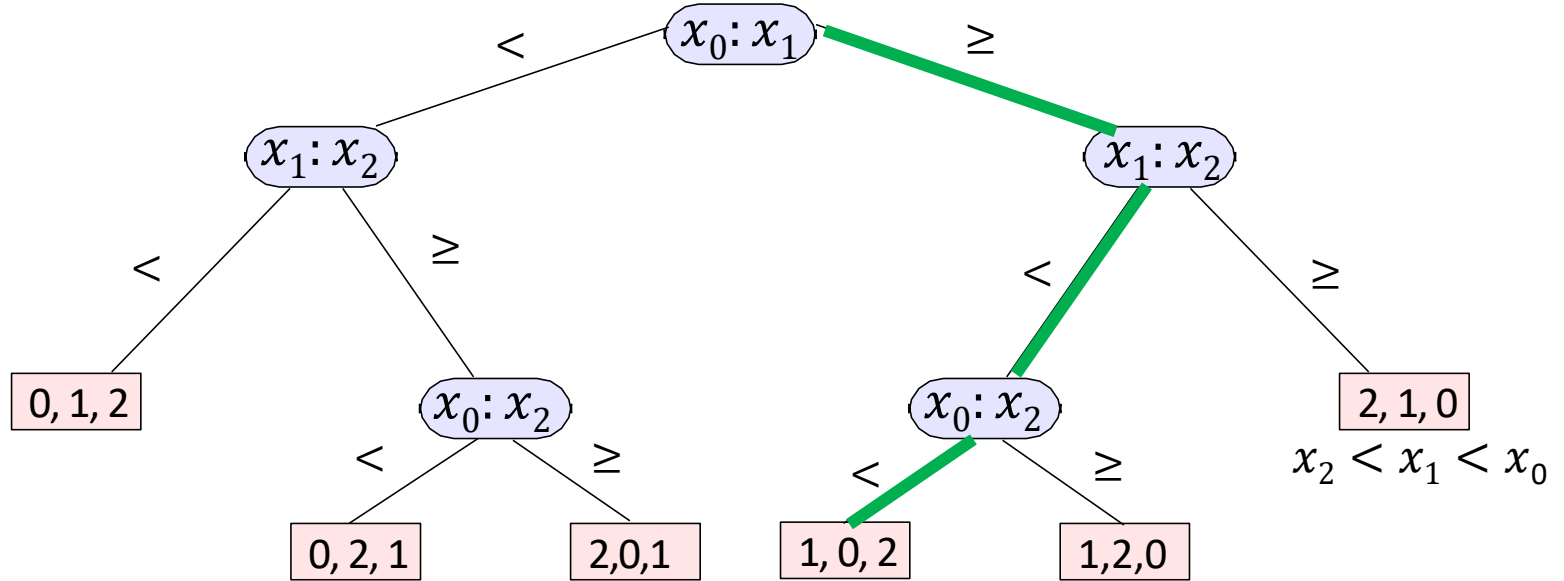 x₀: x₁
<
≥
x₁: x₂
x₁: x₂
<
≥
<
≥
0, 1, 2
x₀: x₂
x₀: x₂
2, 1, 0
<
≥
<
≥
x₂ < x₁ < x₀
0, 2, 1
2,0,1
1, 0, 2
1,2,0